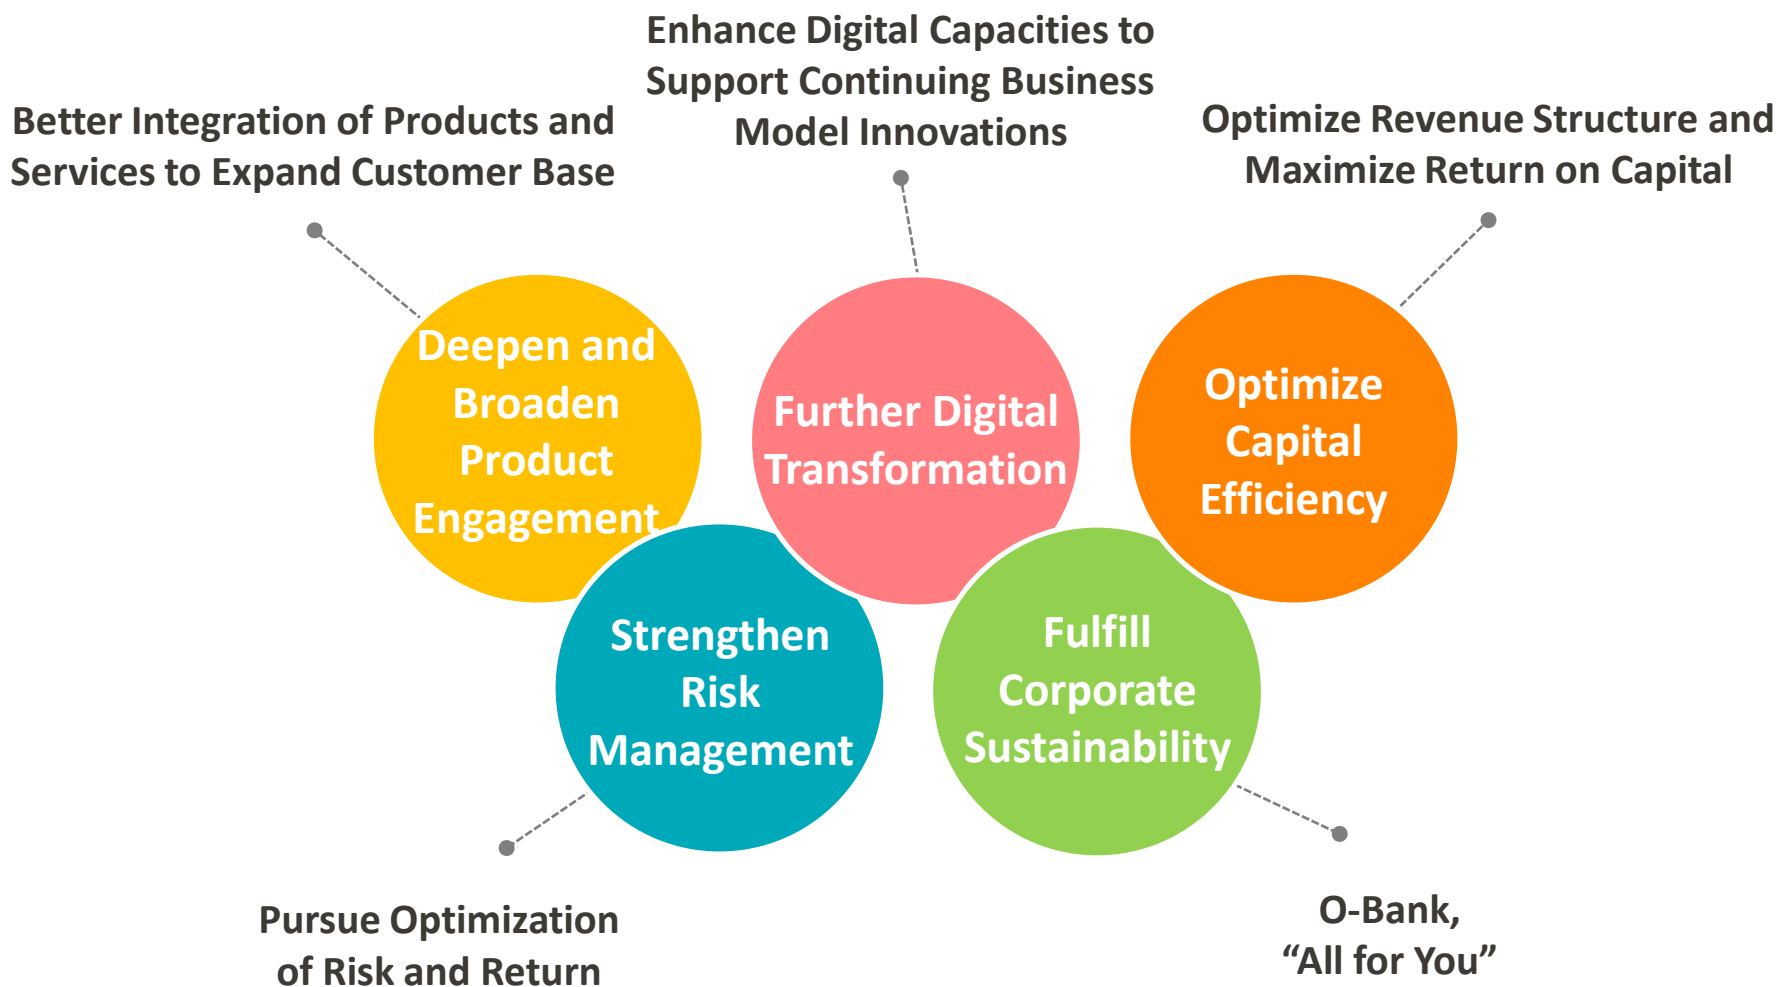 Enhance Digital Capacities to
Support Continuing Business
Model Innovations
Better Integration of Products and
Services to Expand Customer Base
Optimize Revenue Structure and
Maximize Return on Capital
Deepen and
Broaden
Product
Engagement
Further Digital
Transformation
Optimize
Capital
Efficiency
Strengthen
Risk
Management
Fulfill
Corporate
Sustainability
Pursue Optimization
of Risk and Return
O-Bank,
“All for You”